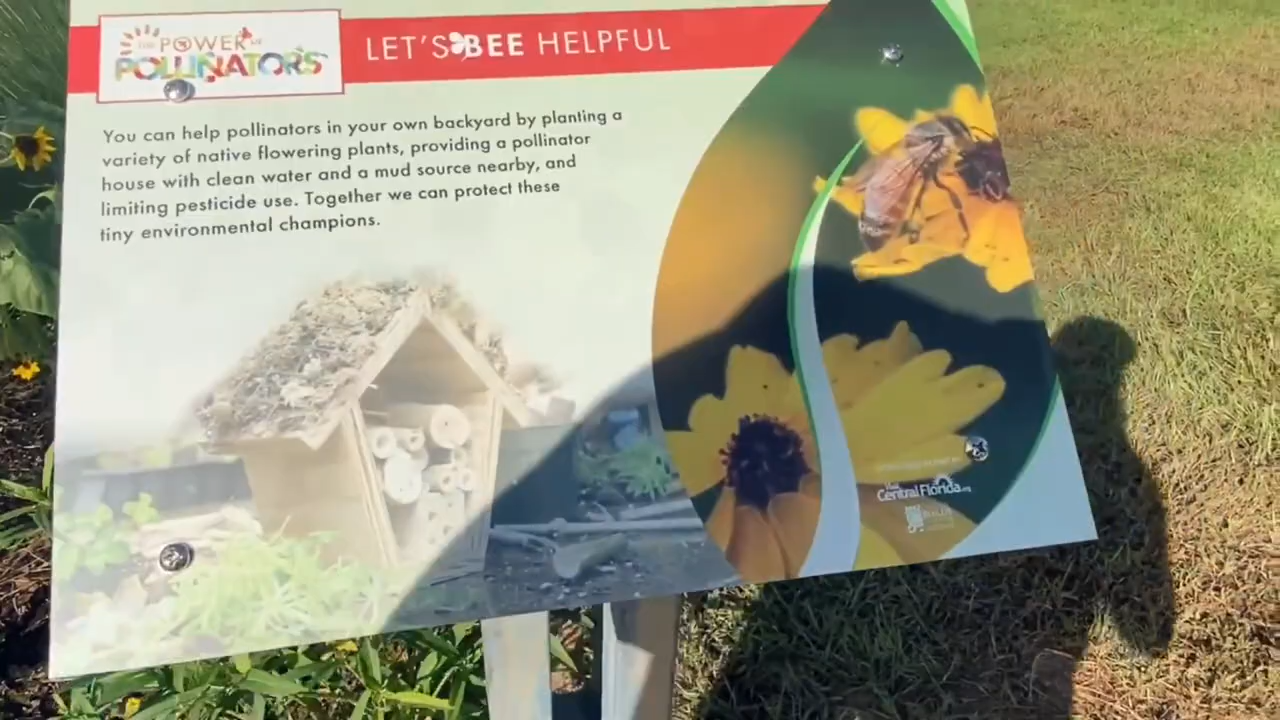 THE POWER OF
POLLINATORS
LET'S BEE HELPFUL
You can help pollinators in your own backyard by planting a
variety of native flowering plants, providing a pollinator
house with clean water and a mud source nearby, and
limiting pesticide use. Together we can protect these
tiny environmental champions.
Visit
Central Florida.org